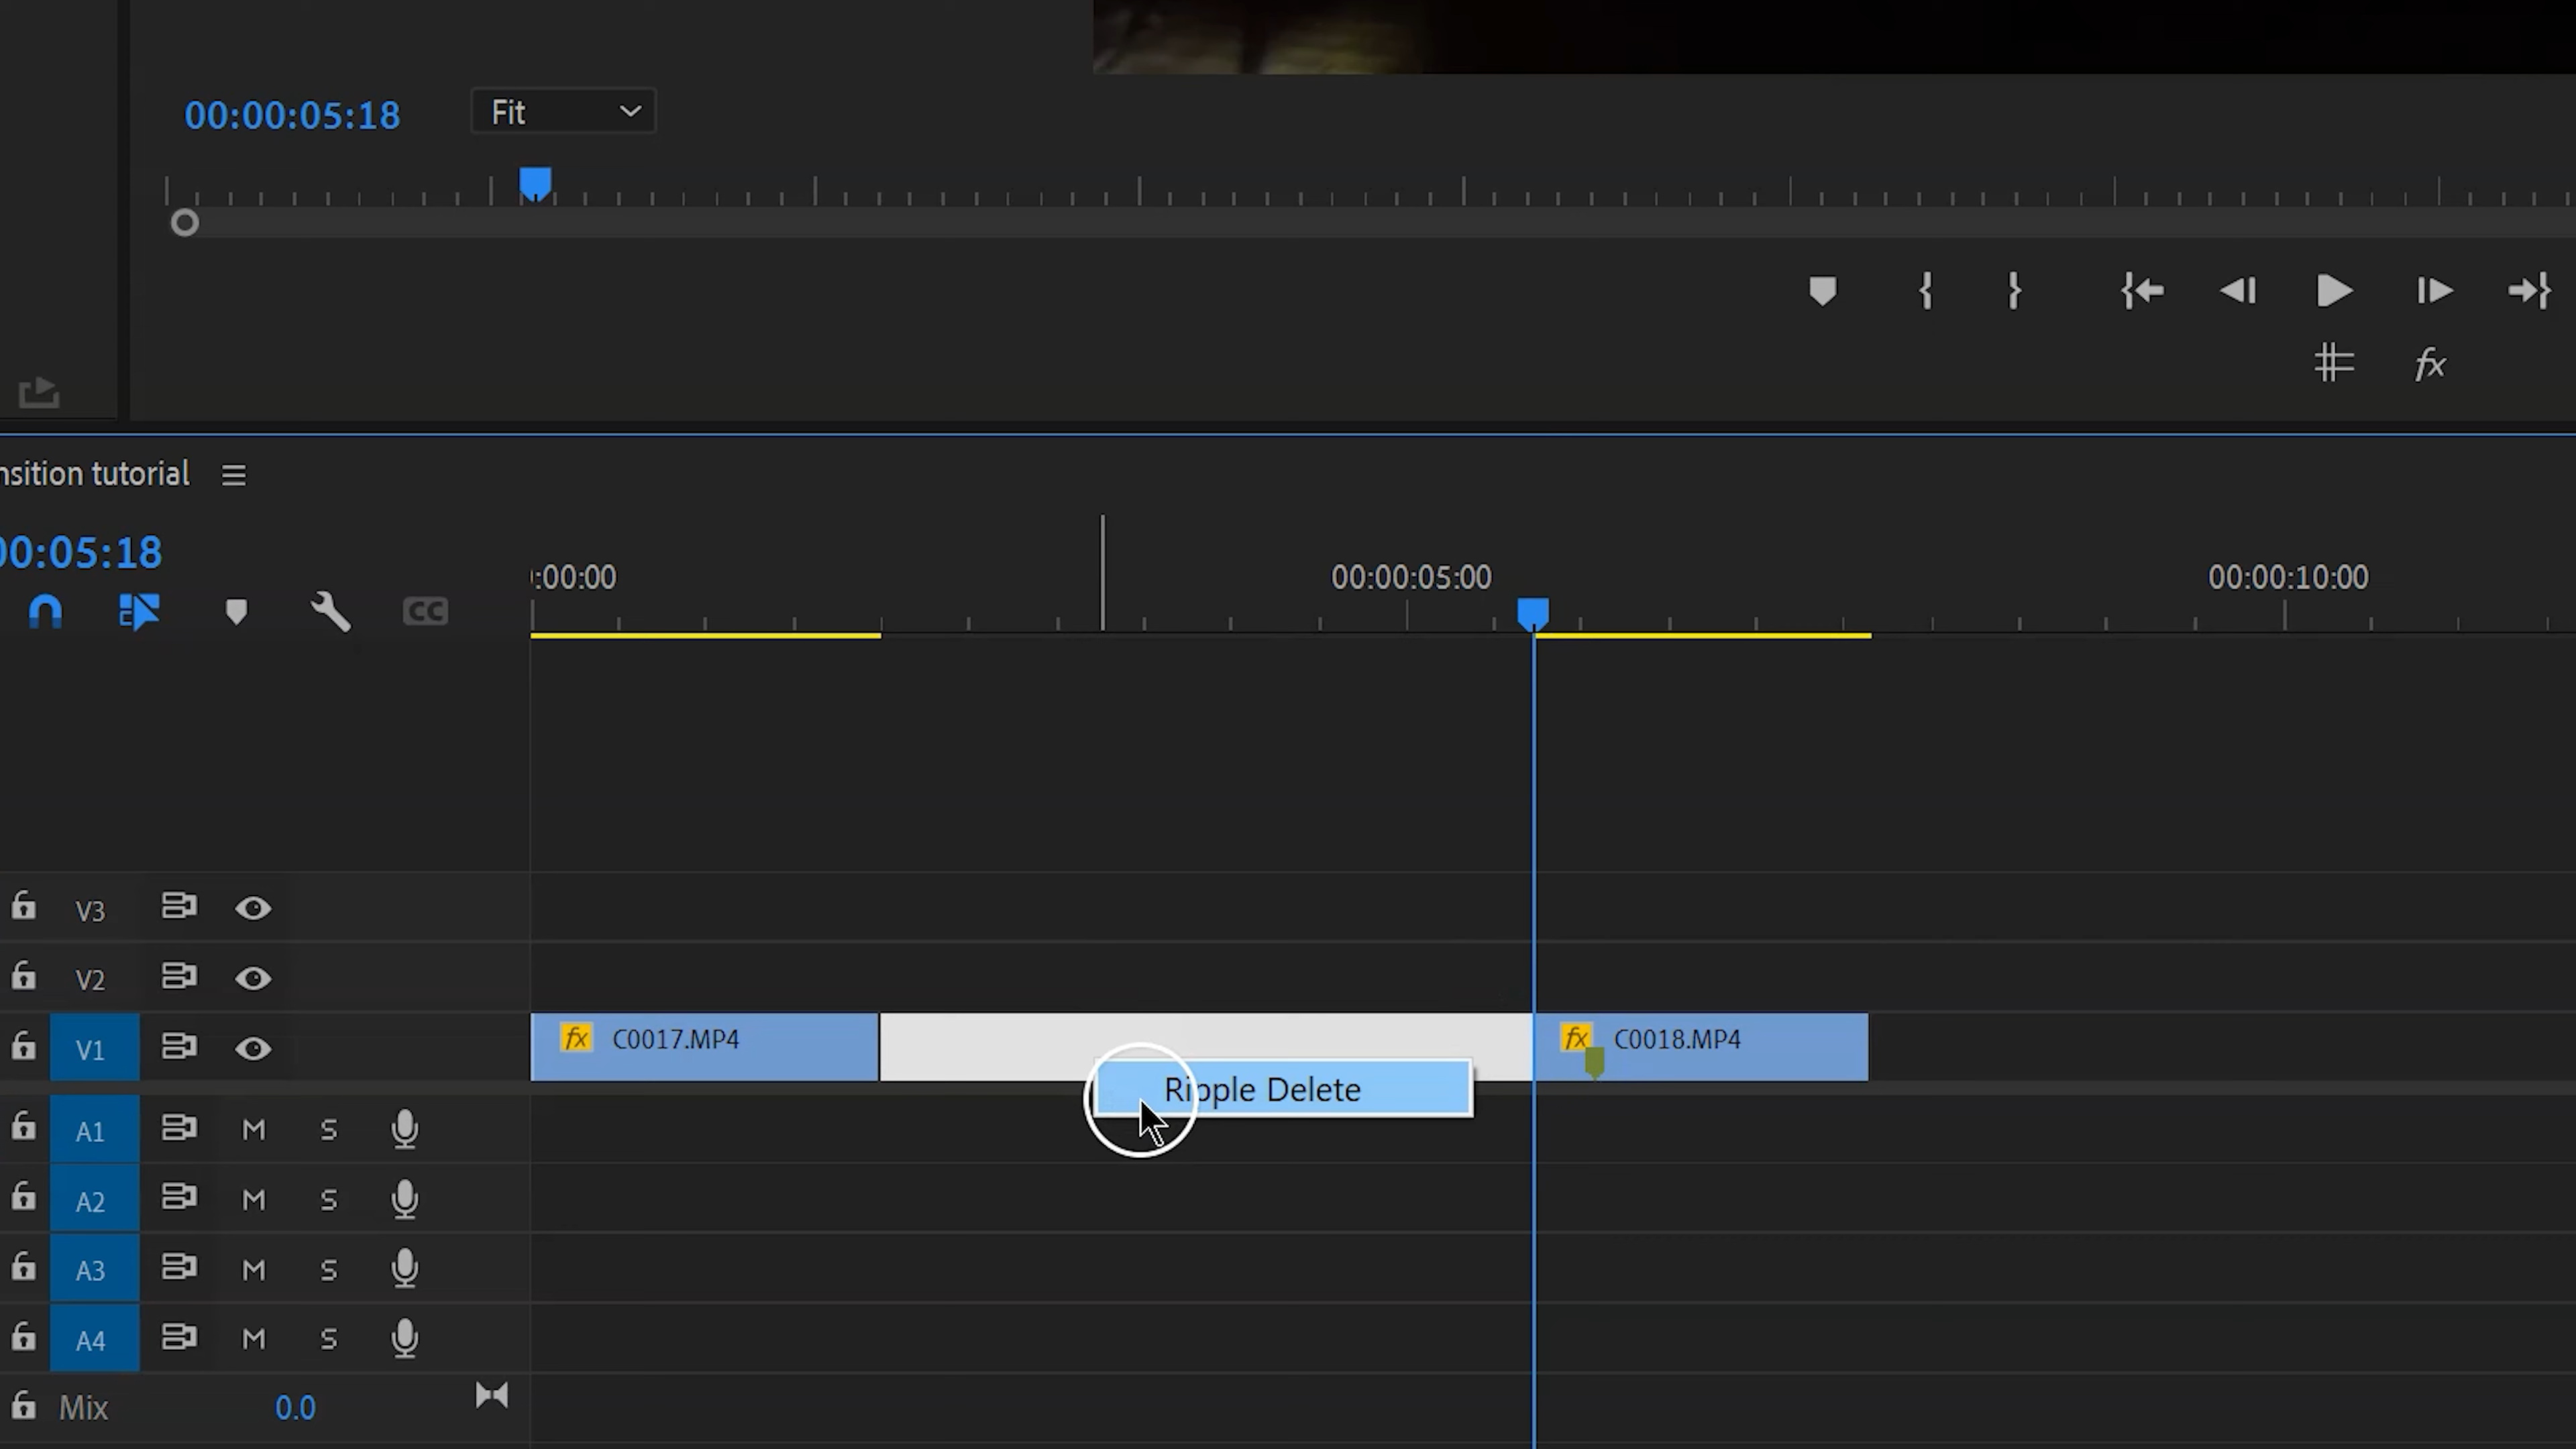 00:00:05:18 Fit
nsition tutorial
00:05:18
:00:00 00:00:05:00 00:00:10:00
CC
V3
V2
V1 fx C0017.MP4 fx C0018.MP4
Ripple Delete
A1 M S
A2 M S
A3 M S
A4 M S
Mix 0.0
fx